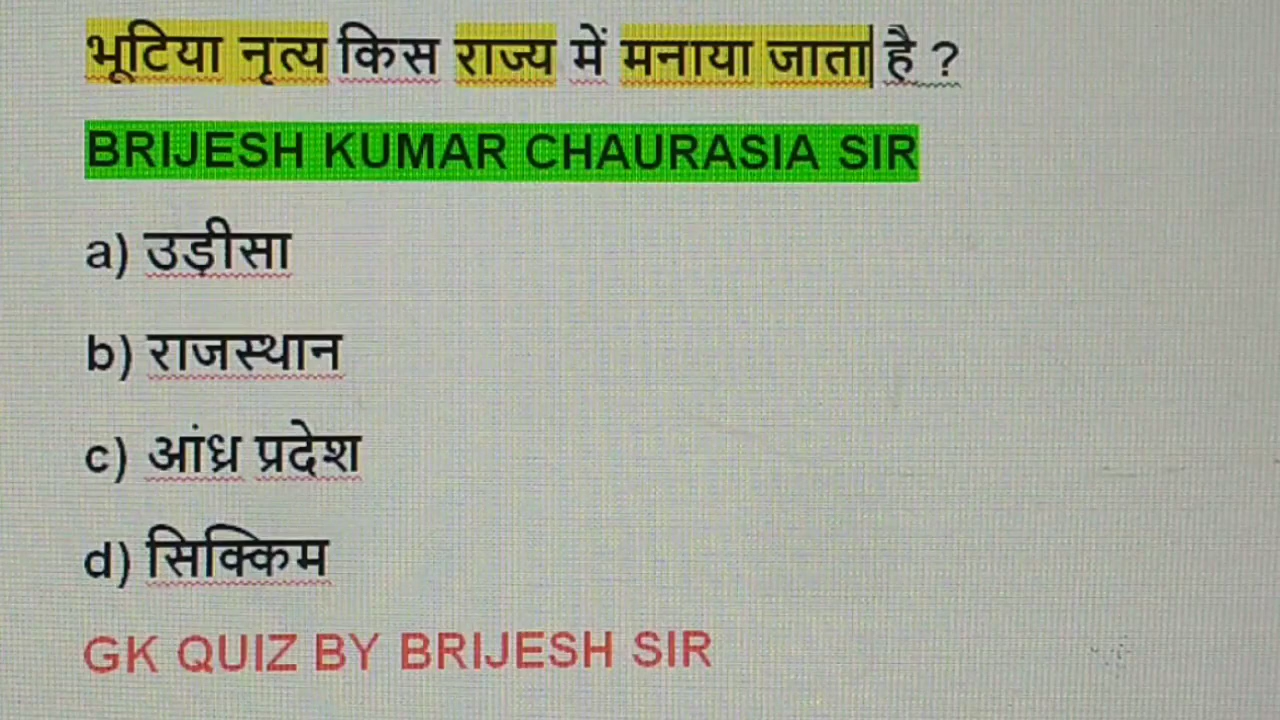 भूटिया नृत्य किस राज्य में मनाया जाता है ?
BRIJESH KUMAR CHAURASIA SIR
a) उड़ीसा
b) राजस्थान
c) आंध्र प्रदेश
d) सिक्किम
GK QUIZ BY BRIJESH SIR